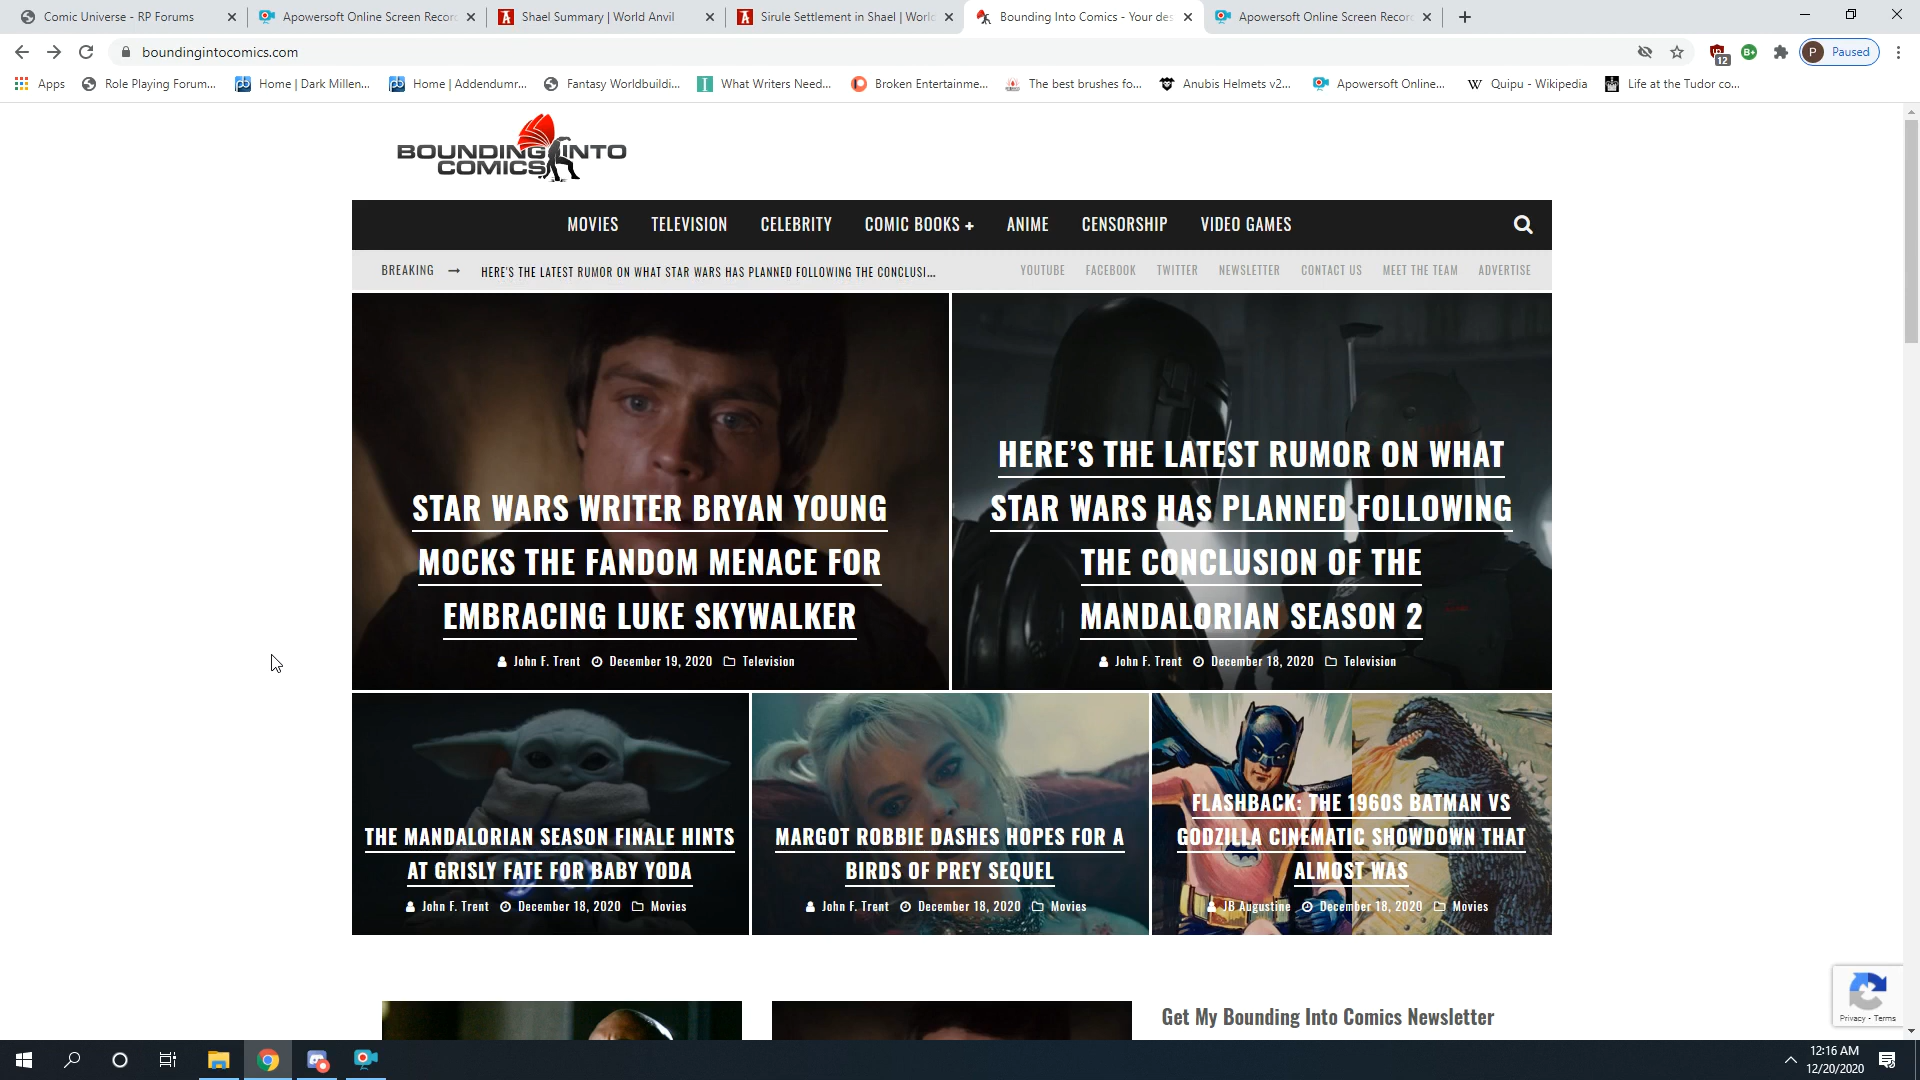 Comic Universe - RP Forums
Apowersoft Online Screen Recor
Shael Summary | World Anvil
Sirule Settlement in Shael | Worl
Bounding Into Comics - Your des
Apowersoft Online Screen Recor
boundingintocomics.com
12
B+
P Paused
Apps
Role Playing Forum...
Home | Dark Millen...
Home | Addendumr...
Fantasy Worldbuildi...
What Writers Need...
Broken Entertainme...
The best brushes fo...
Anubis Helmets v2...
Apowersoft Online...
W Quipu - Wikipedia
Life at the Tudor co...
BOUNDING INTO
COMICS
MOVIES TELEVISION CELEBRITY COMIC BOOKS + ANIME CENSORSHIP VIDEO GAMES
BREAKING → HERE'S THE LATEST RUMOR ON WHAT STAR WARS HAS PLANNED FOLLOWING THE CONCLUSI...
YOUTUBE FACEBOOK TWITTER NEWSLETTER CONTACT US MEET THE TEAM ADVERTISE
STAR WARS WRITER BRYAN YOUNG
MOCKS THE FANDOM MENACE FOR
EMBRACING LUKE SKYWALKER
John F. Trent December 19, 2020 Television
HERE'S THE LATEST RUMOR ON WHAT
STAR WARS HAS PLANNED FOLLOWING
THE CONCLUSION OF THE
MANDALORIAN SEASON 2
John F. Trent December 18, 2020 Television
THE MANDALORIAN SEASON FINALE HINTS
AT GRISLY FATE FOR BABY YODA
John F. Trent December 18, 2020 Movies
MARGOT ROBBIE DASHES HOPES FOR A
BIRDS OF PREY SEQUEL
John F. Trent December 18, 2020 Movies
FLASHBACK: THE 1960S BATMAN VS
GODZILLA CINEMATIC SHOWDOWN THAT
ALMOST WAS
JB Augustine December 18, 2020 Movies
Get My Bounding Into Comics Newsletter
Privacy - Terms
12:16 AM
12/20/2020